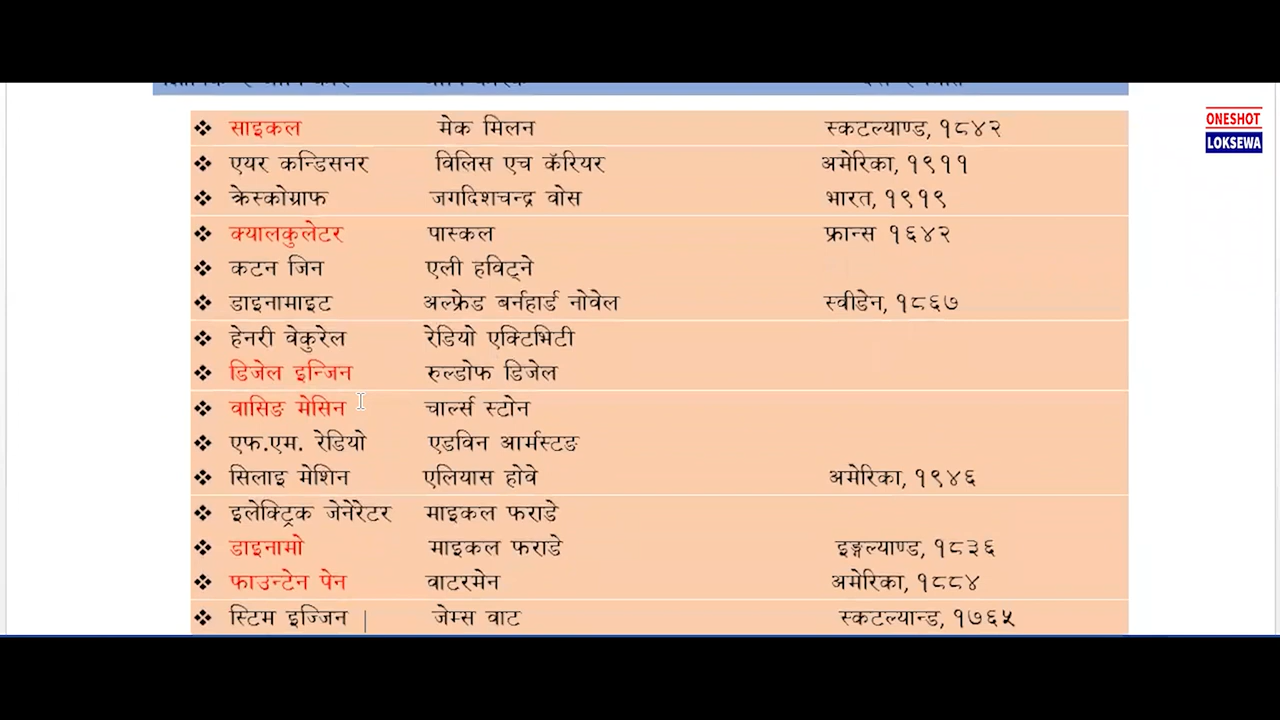 ONESHOT
LOKSEWA
❖ साइकल मेक मिलन स्कटल्याण्ड, १८४२
❖ एयर कन्डिसनर विलिस एच कॅरियर अमेरिका, १९११
❖ क्रेस्कोग्राफ जगदिशचन्द्र वोस भारत, १९१९
❖ क्यालकुलेटर पास्कल फ्रान्स १६४२
❖ कटन जिन एली हविट्ने
❖ डाइनामाइट अल्फ्रेड बर्नहार्ड नोवेल स्वीडेन, १८६७
❖ हेनरी वेकुरेल रेडियो एक्टिभिटी
❖ डिजेल इन्जिन रुल्डोफ डिजेल
❖ वासिङ मेसिन चार्ल्स स्टोन
❖ एफ.एम. रेडियो एडविन आर्मस्टङ
❖ सिलाइ मेशिन एलियास होवे अमेरिका, १९४६
❖ इलेक्ट्रिक जेनेरेटर माइकल फराडे
❖ डाइनामो माइकल फराडे इङ्गल्याण्ड, १८३६
❖ फाउन्टेन पेन वाटरमेन अमेरिका, १८८४
❖ स्टिम इञ्जिन जेम्स वाट स्कटल्यान्ड, १७६५